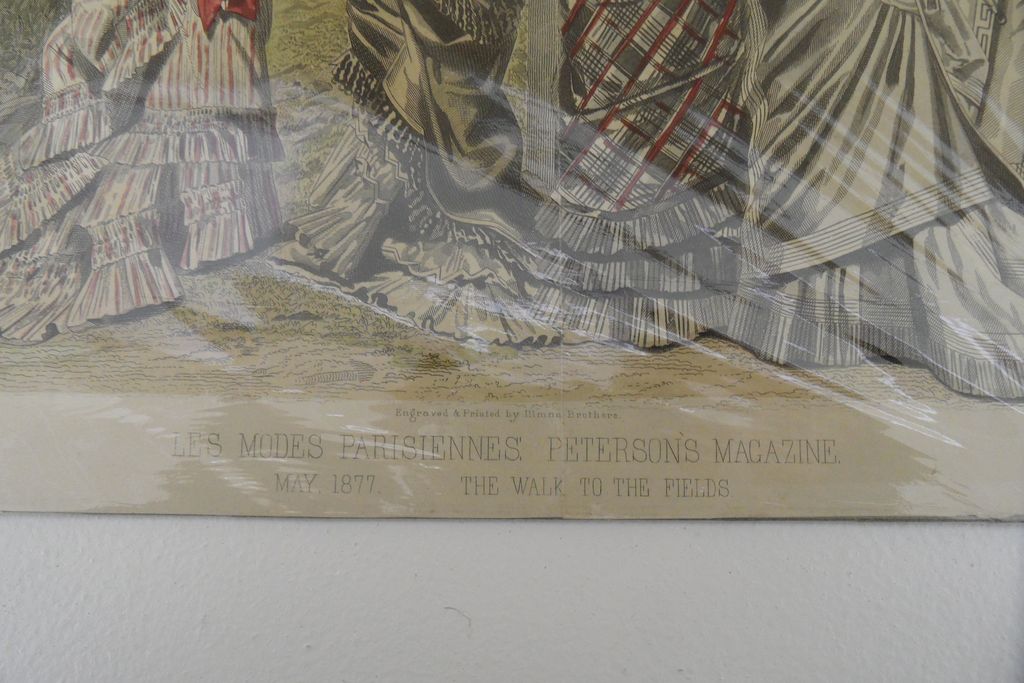 Engraved & Printed by Illman Brothers.
LES MODES PARISIENNES: PETERSON'S MAGAZINE.
MAY, 1877. THE WALK TO THE FIELDS.